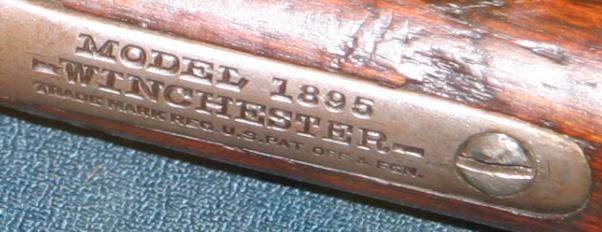 MODEL 1895
-WINCHESTER-
TRADE MARK REG. U.S. PAT. OFF. & FGN.